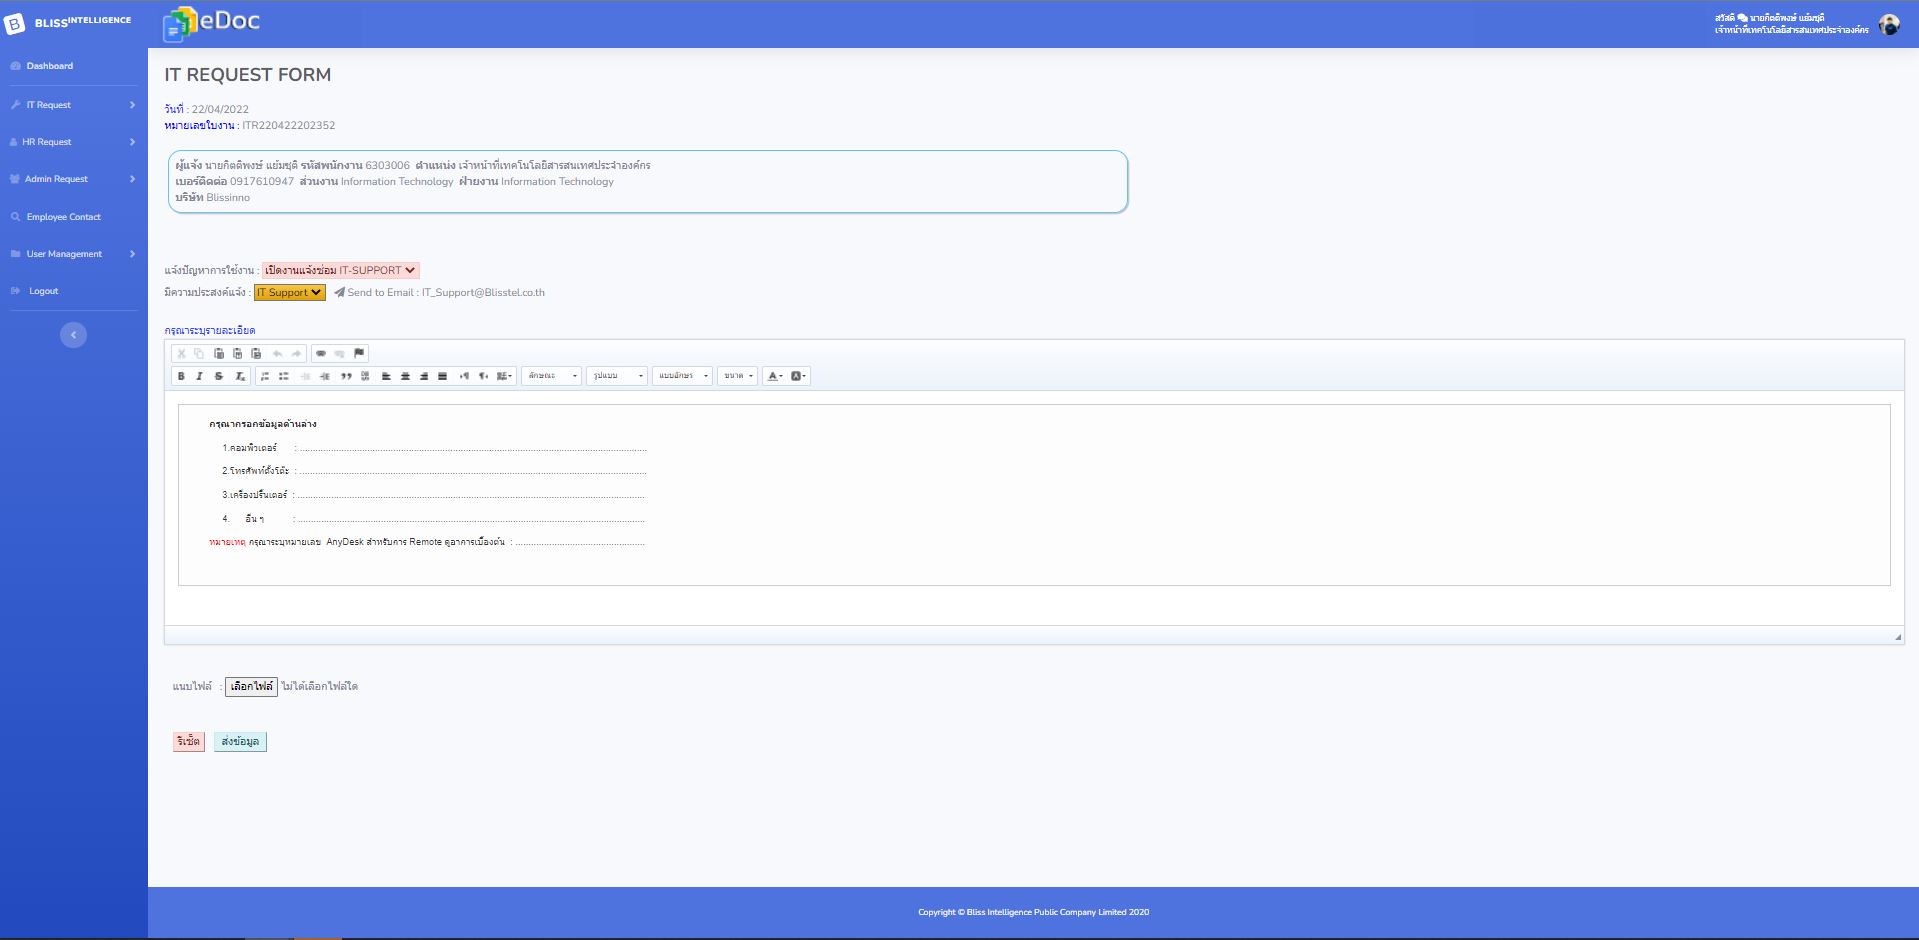 BLISSINTELLIGENCE
eDoc
สวัสดี นายกิตติพงษ์ แย้มชุติ
เจ้าหน้าที่เทคโนโลยีสารสนเทศประจำองค์กร
Dashboard
IT Request
HR Request
Admin Request
Employee Contact
User Management
Logout
IT REQUEST FORM
วันที่ : 22/04/2022
หมายเลขใบงาน : ITR220422202352
ผู้แจ้ง นายกิตติพงษ์ แย้มชุติ รหัสพนักงาน 6303006 ตำแหน่ง เจ้าหน้าที่เทคโนโลยีสารสนเทศประจำองค์กร
เบอร์ติดต่อ 0917610947 ส่วนงาน Information Technology ฝ่ายงาน Information Technology
บริษัท Blissinno
แจ้งปัญหาการใช้งาน : เปิดงานแจ้งซ่อม IT-SUPPORT
มีความประสงค์แจ้ง : IT Support Send to Email : IT_Support@Blisstel.co.th
กรุณาระบุรายละเอียด
ลักษณะ รูปแบบ แบบอักษร ขนาด
กรุณากรอกข้อมูลด้านล่าง
1.คอมพิวเตอร์ : ........................................
2.โทรศัพท์ตั้งโต๊ะ : ........................................
3.เครื่องปริ้นเตอร์ : ........................................
4. อื่น ๆ : ........................................
หมายเหตุ กรุณาระบุหมายเลข AnyDesk สำหรับการ Remote ดูอาการเบื้องต้น : ....................
แนบไฟล์ : เลือกไฟล์ ไม่ได้เลือกไฟล์ใด
รีเซ็ต ส่งข้อมูล
Copyright © Bliss Intelligence Public Company Limited 2020